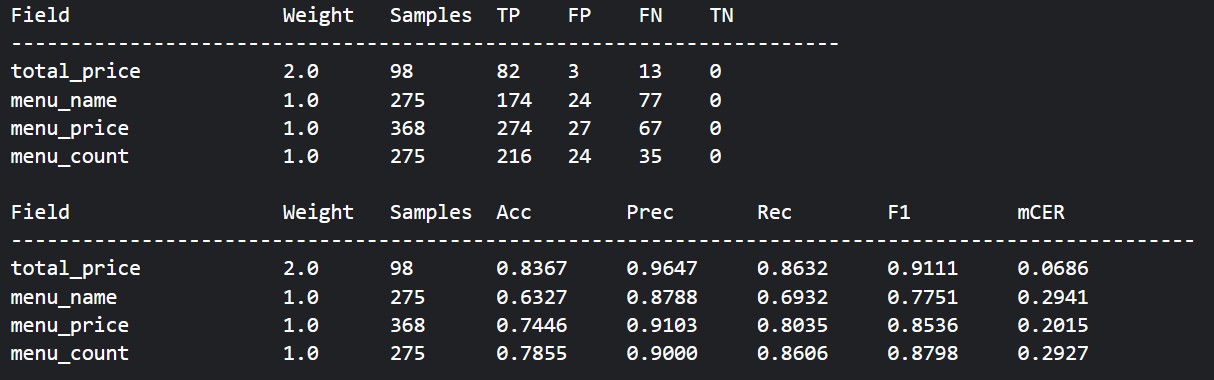 Field Weight Samples TP FP FN TN
----------------------------------------------------------------------
total_price 2.0 98 82 3 13 0
menu_name 1.0 275 174 24 77 0
menu_price 1.0 368 274 27 67 0
menu_count 1.0 275 216 24 35 0
Field Weight Samples Acc Prec Rec F1 mCER
----------------------------------------------------------------------------------------------------
total_price 2.0 98 0.8367 0.9647 0.8632 0.9111 0.0686
menu_name 1.0 275 0.6327 0.8788 0.6932 0.7751 0.2941
menu_price 1.0 368 0.7446 0.9103 0.8035 0.8536 0.2015
menu_count 1.0 275 0.7855 0.9000 0.8606 0.8798 0.2927